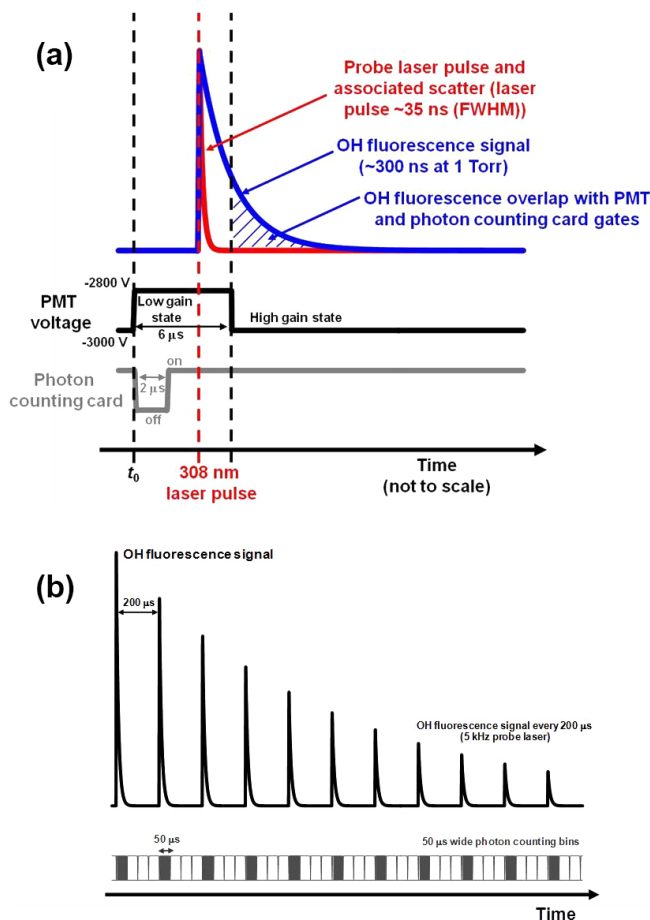 (a)
Probe laser pulse and
associated scatter (laser
pulse ~35 ns (FWHM))
OH fluorescence signal
(~300 ns at 1 Torr)
OH fluorescence overlap with PMT
and photon counting card gates
-2800 V
PMT
voltage
-3000 V
Low gain
state
6 μs
High gain state
Photon
counting card
on
2 μs
off
t0
308 nm
laser pulse
Time
(not to scale)
(b)
OH fluorescence signal
200 μs
OH fluorescence signal every 200 μs
(5 kHz probe laser)
50 μs
50 μs wide photon counting bins
Time